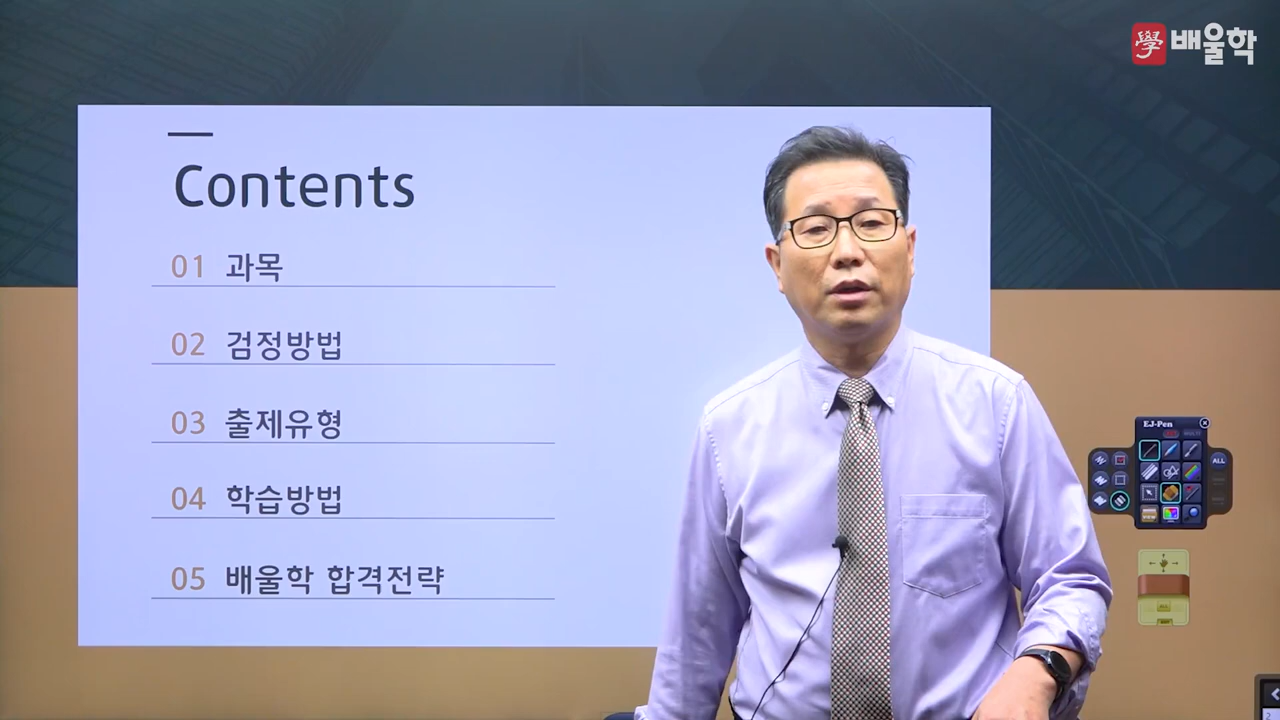 學 배울학
Contents
01 과목
02 검정방법
03 출제유형
04 학습방법
05 배울학 합격전략
EJ-Pen
ALL